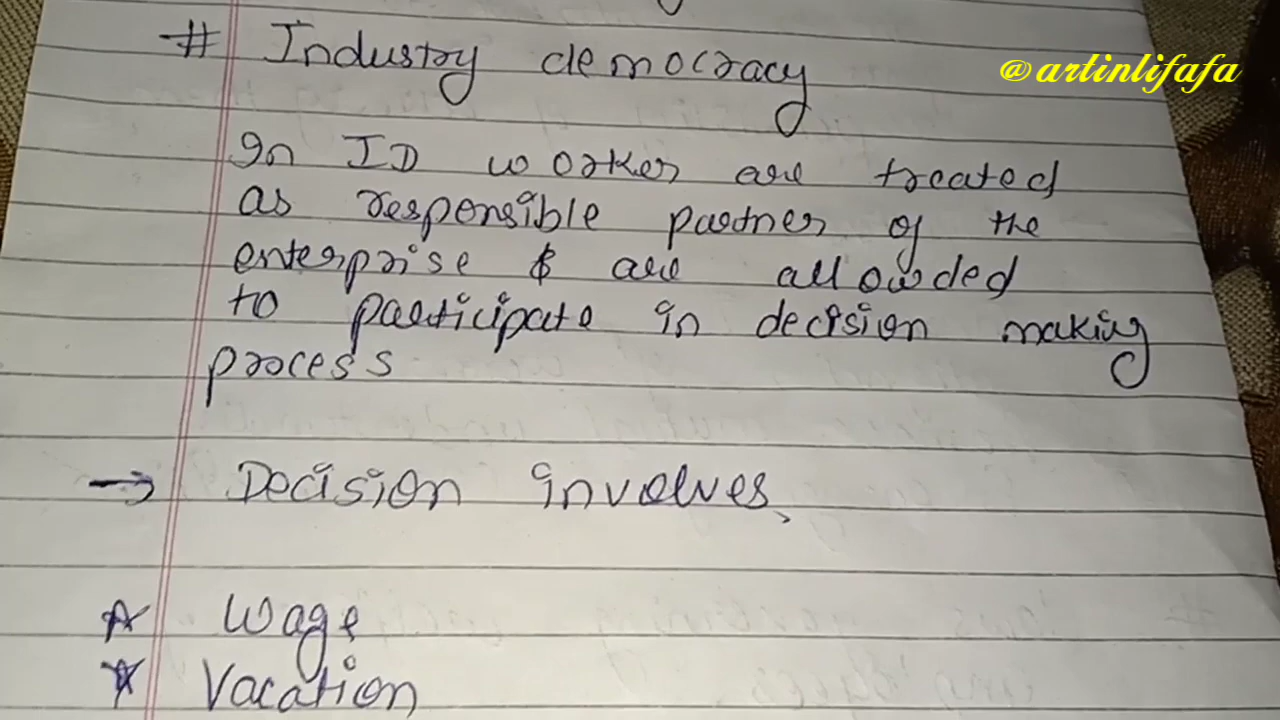 # Industry democracy
@artinlifafa
In ID worker are treated
as responsible partner of the
enterprise & are allowded
to participate in decision making
process
→ Decision involves,
☆ Wage
☆ Vacation